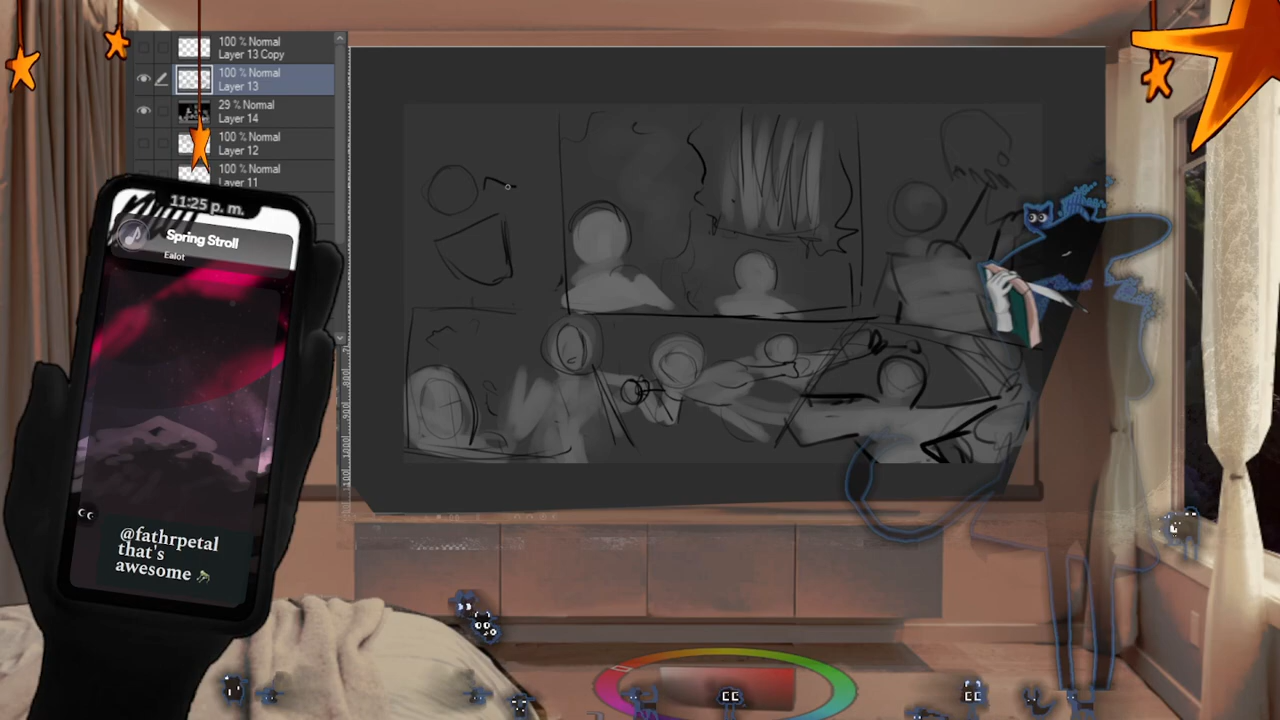 100 % Normal
Layer 13 Copy
100 % Normal
Layer 13
29 % Normal
Layer 14
100 % Normal
Layer 12
100 % Normal
Layer 11
11:25 p. m.
Spring Stroll
Ealot
@fathrpetal
that's
awesome